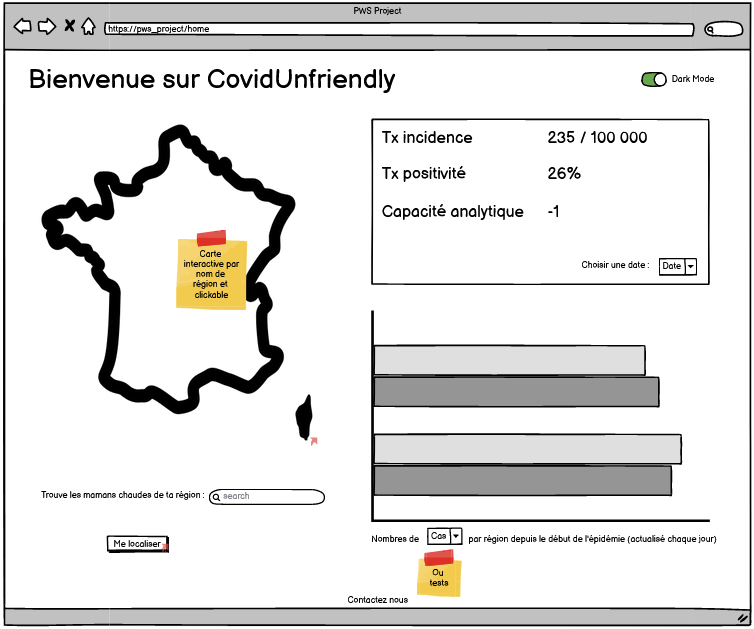 PWS Project
https://pws_project/home
Bienvenue sur CovidUnfriendly
Dark Mode
Tx incidence 235 / 100 000
Tx positivité 26%
Capacité analytique -1
Choisir une date : Date
Carte
interactive par
nom de
région et
clickable
Trouve les mamans chaudes de ta région : search
Me localiser
Nombres de Cas par région depuis le début de l'épidémie (actualisé chaque jour)
Ou
tests
Contactez nous